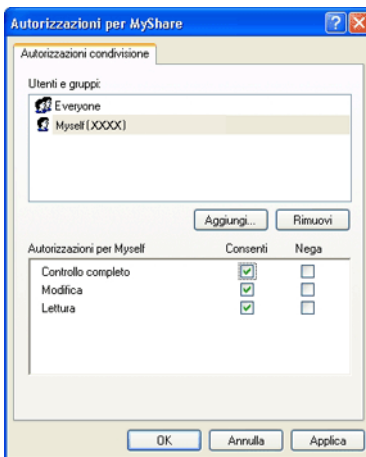 Autorizzazioni per MyShare
Autorizzazioni condivisione
Utenti e gruppi:
Everyone
Myself (XXXX)
Aggiungi... Rimuovi
Autorizzazioni per Myself Consenti Nega
Controllo completo
Modifica
Lettura
OK Annulla Applica